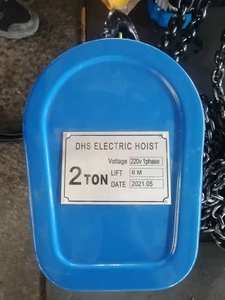 DHS ELECTRIC HOIST
Voltage 220v 1phase
2 TON LIFT 6 M
DATE 2021.05